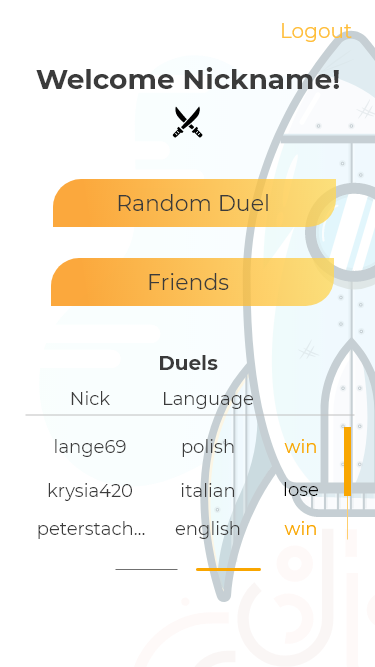 Logout
Welcome Nickname!
Random Duel
Friends
Duels
Nick Language
lange69 polish win
krysia420 italian lose
peterstach... english win